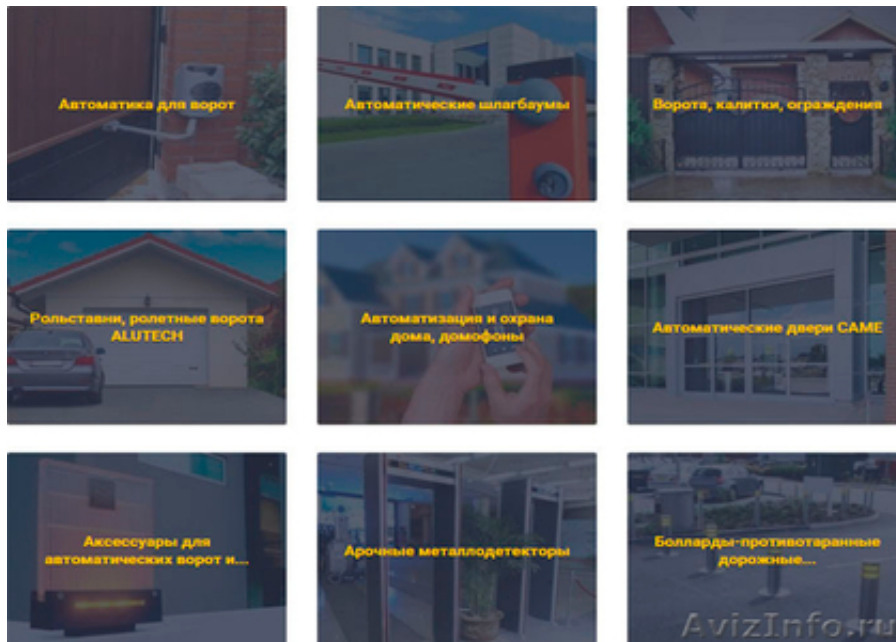 Автоматика для ворот
Автоматические шлагбаумы
Ворота, калитки, ограждения
Рольставни, ролетные ворота
ALUTECH
Автоматизация и охрана
дома, домофоны
Автоматические двери CAME
Аксессуары для
автоматических ворот и...
Арочные металлодетекторы
Болларды-противотаранные
дорожные...
AvizInfo.ru